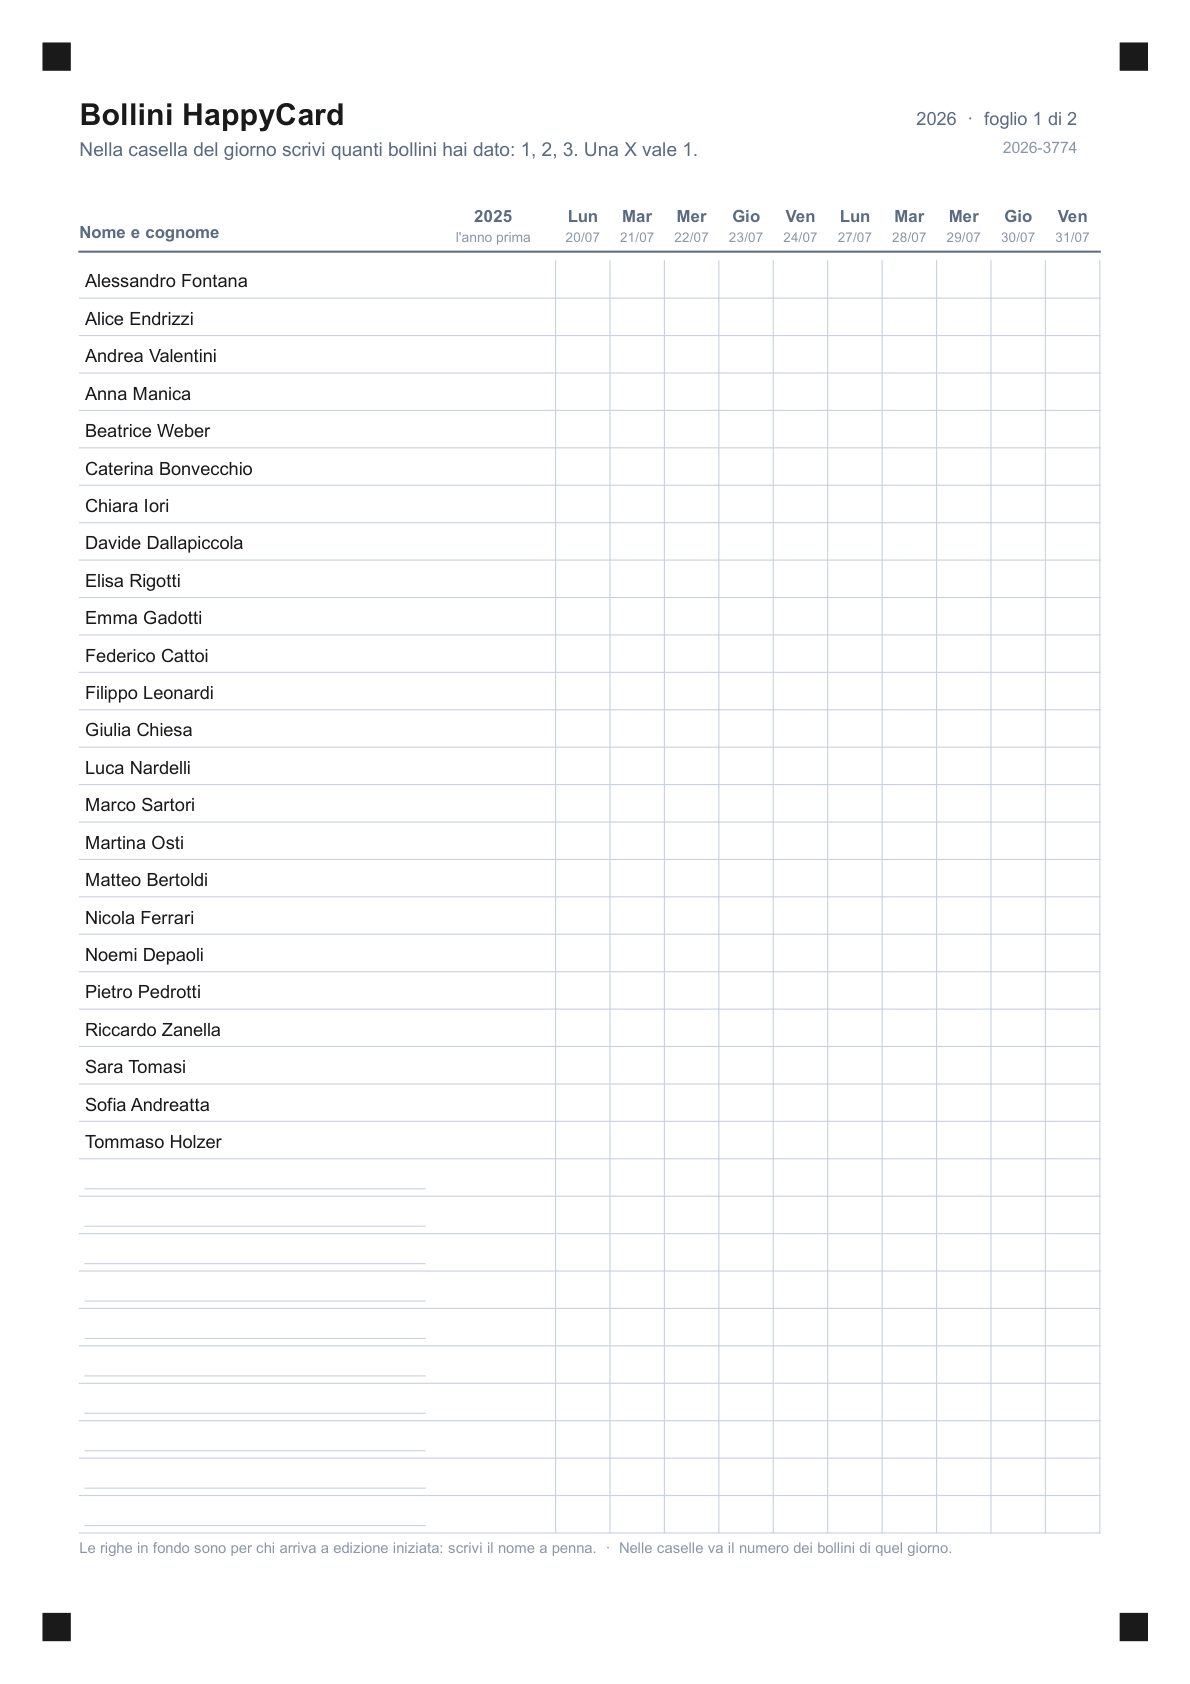 Bollini HappyCard
2026 · foglio 1 di 2
Nella casella del giorno scrivi quanti bollini hai dato: 1, 2, 3. Una X vale 1.
2026-3774
Nome e cognome 2025 Lun Mar Mer Gio Ven Lun Mar Mer Gio Ven
l'anno prima 20/07 21/07 22/07 23/07 24/07 27/07 28/07 29/07 30/07 31/07
Alessandro Fontana
Alice Endrizzi
Andrea Valentini
Anna Manica
Beatrice Weber
Caterina Bonvecchio
Chiara Iori
Davide Dallapiccola
Elisa Rigotti
Emma Gadotti
Federico Cattoi
Filippo Leonardi
Giulia Chiesa
Luca Nardelli
Marco Sartori
Martina Osti
Matteo Bertoldi
Nicola Ferrari
Noemi Depaoli
Pietro Pedrotti
Riccardo Zanella
Sara Tomasi
Sofia Andreatta
Tommaso Holzer
Le righe in fondo sono per chi arriva a edizione iniziata: scrivi il nome a penna. · Nelle caselle va il numero dei bollini di quel giorno.